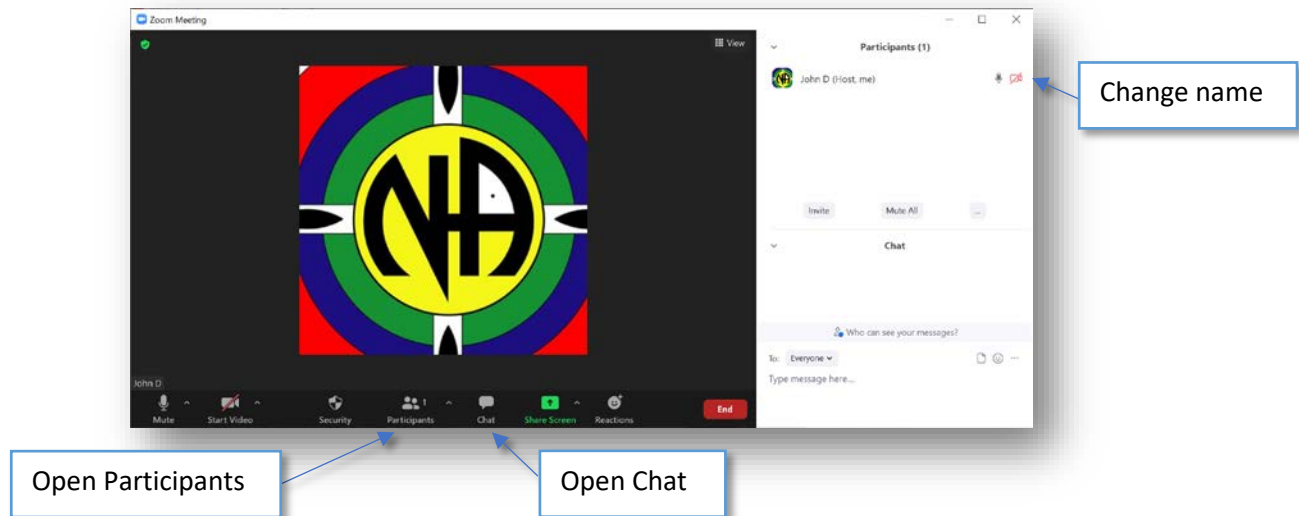 Zoom Meeting
View
Participants (1)
John D (Host, me)
Change name
NA
Invite
Mute All
...
Chat
Who can see your messages?
To: Everyone
Type message here...
John D
Mute
Start Video
Security
1
Participants
Chat
Share Screen
Reactions
End
Open Participants
Open Chat